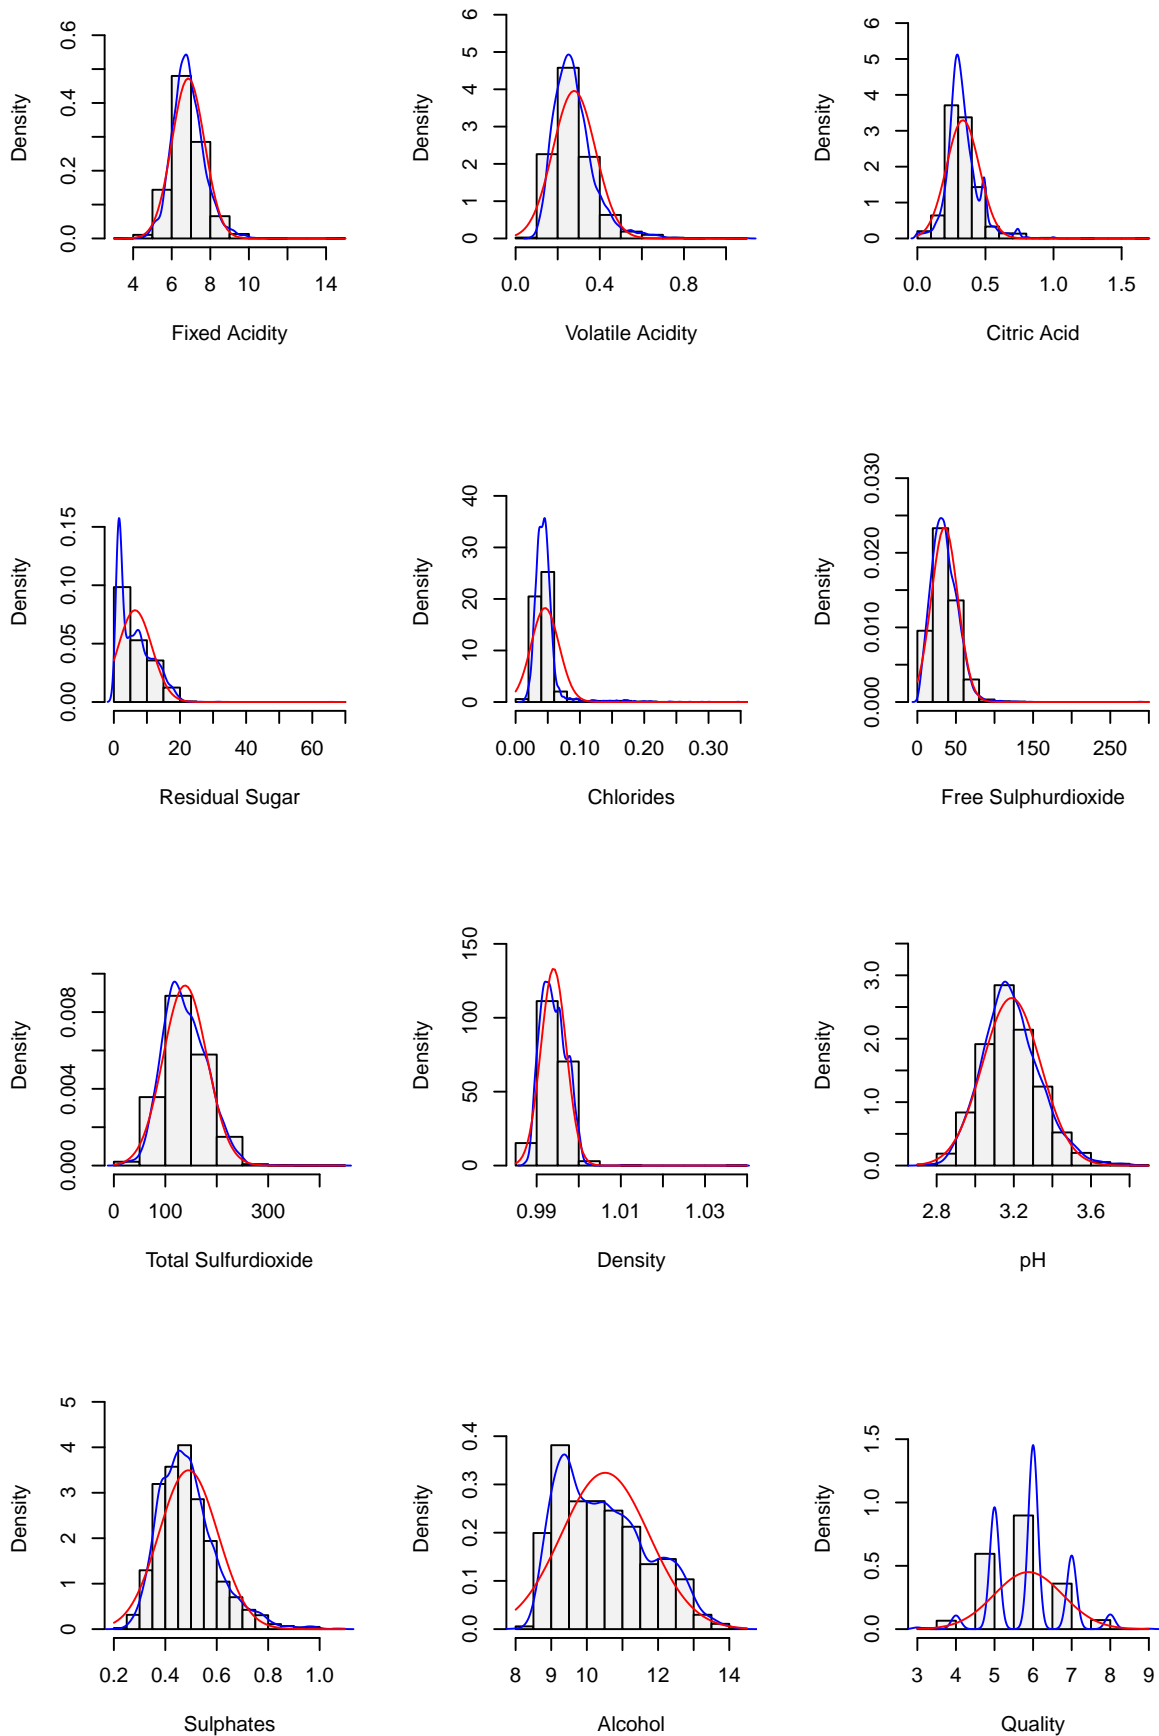 Density
0.0 0.2 0.4 0.6
4 6 8 10 14
Fixed Acidity
Density
0 1 2 3 4 5 6
0.0 0.4 0.8
Volatile Acidity
Density
0 1 2 3 4 5 6
0.0 0.5 1.0 1.5
Citric Acid
Density
0.00 0.05 0.10 0.15
0 20 40 60
Residual Sugar
Density
0 10 20 30 40
0.00 0.10 0.20 0.30
Chlorides
Density
0.000 0.010 0.020 0.030
0 50 150 250
Free Sulphurdioxide
Density
0.000 0.004 0.008
0 100 300
Total Sulfurdioxide
Density
0 50 100 150
0.99 1.01 1.03
Density
Density
0.0 1.0 2.0 3.0
2.8 3.2 3.6
pH
Density
0 1 2 3 4 5
0.2 0.4 0.6 0.8 1.0
Sulphates
Density
0.0 0.1 0.2 0.3 0.4
8 9 10 12 14
Alcohol
Density
0.0 0.5 1.0 1.5
3 4 5 6 7 8 9
Quality